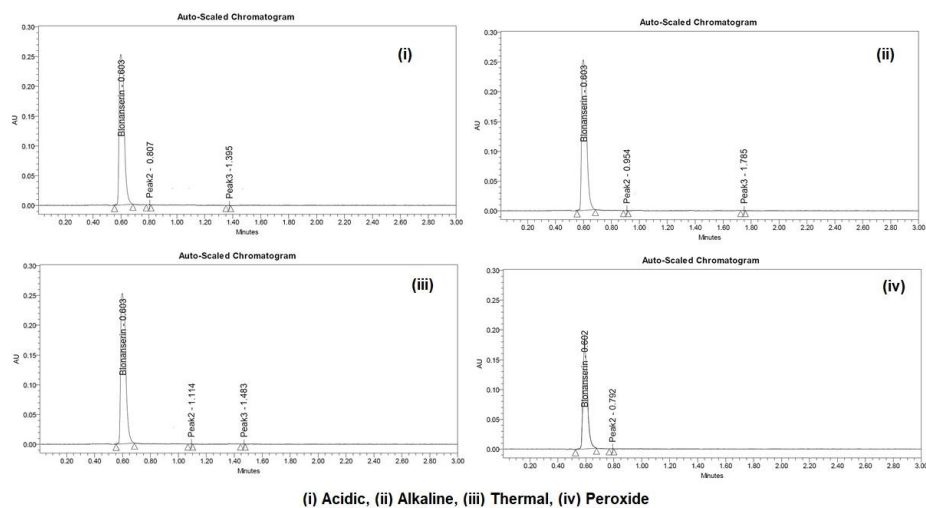 Auto-Scaled Chromatogram
(i)
0.30
0.25
0.20
0.15
0.10
0.05
0.00
AU
Blonanserin - 0.603
Peak2 - 0.807
Peak3 - 1.395
0.20 0.40 0.60 0.80 1.00 1.20 1.40 1.60 1.80 2.00 2.20 2.40 2.60 2.80 3.00
Minutes
Auto-Scaled Chromatogram
(ii)
0.30
0.25
0.20
0.15
0.10
0.05
0.00
AU
Blonanserin - 0.603
Peak2 - 0.954
Peak3 - 1.785
0.20 0.40 0.60 0.80 1.00 1.20 1.40 1.60 1.80 2.00 2.20 2.40 2.60 2.80 3.00
Minutes
Auto-Scaled Chromatogram
(iii)
0.30
0.25
0.20
0.15
0.10
0.05
0.00
AU
Blonanserin - 0.603
Peak2 - 1.114
Peak3 - 1.483
0.20 0.40 0.60 0.80 1.00 1.20 1.40 1.60 1.80 2.00 2.20 2.40 2.60 2.80 3.00
Minutes
Auto-Scaled Chromatogram
(iv)
0.30
0.25
0.20
0.15
0.10
0.05
0.00
AU
Blonanserin - 0.602
Peak2 - 0.792
0.20 0.40 0.60 0.80 1.00 1.20 1.40 1.60 1.80 2.00 2.20 2.40 2.60 2.80 3.00
Minutes
(i) Acidic, (ii) Alkaline, (iii) Thermal, (iv) Peroxide